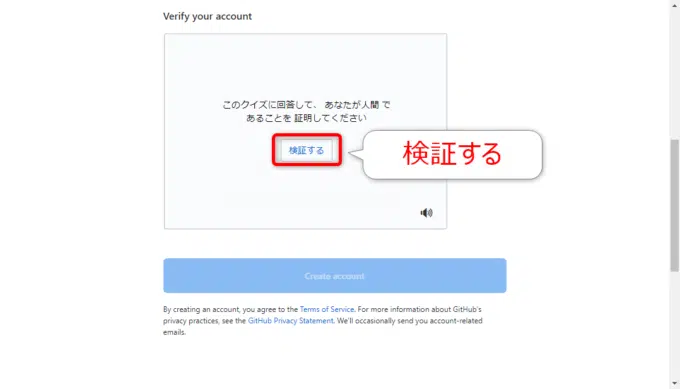 Verify your account
このクイズに回答して、 あなたが人間 で
あることを 証明してください
検証する
検証する
Create account
By creating an account, you agree to the Terms of Service. For more information about GitHub's
privacy practices, see the GitHub Privacy Statement. We'll occasionally send you account-related
emails.